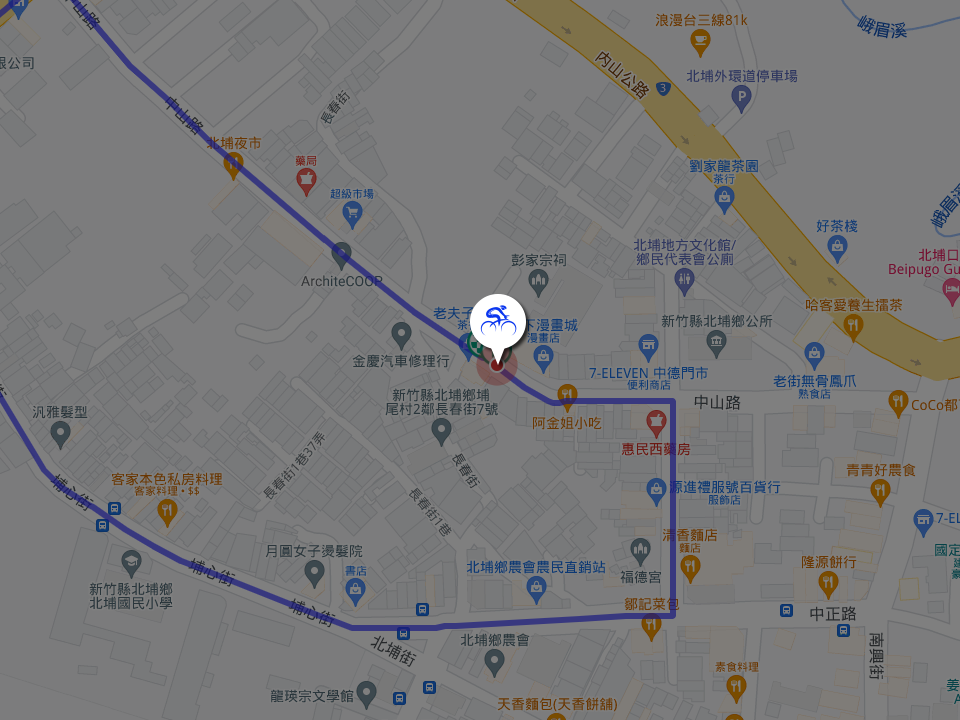 中山路
浪漫台三線81k
峨眉溪
限公司
內山公路
3
北埔外環道停車場
P
長春街
中山路
北埔夜市
藥局
超級市場
劉家龍茶園
茶行
峨眉溪
好茶棧
北埔地方文化館/
鄉民代表會公廁
彭家宗祠
北埔口
Beipugo Gu
ArchiteCOOP
哈客愛養生擂茶
老夫子
茶
下漫畫城
漫畫店
新竹縣北埔鄉公所
金慶汽車修理行
7-ELEVEN 中德門市
便利商店
老街無骨鳳爪
熟食店
新竹縣北埔鄉埔
尾村2鄰長春街7號
中山路
CoCo都
汎雅髮型
阿金姐小吃
惠民西藥房
長春街1巷37弄
長春街
青青好農食
客家本色私房料理
客家料理・$$
埔心街
源進禮服號百貨行
服飾店
長春街1巷
7-EL
清香麵店
麵店
月圓女子燙髮院
國定
埔心街
書店
北埔鄉農會農民直銷站
福德宮
隆源餅行
新竹縣北埔鄉
北埔國民小學
鄒記菜包
埔心街
中正路
北埔街
北埔鄉農會
南興街
素食料理
龍瑛宗文學館
姜
天香麵包(天香餅舖)